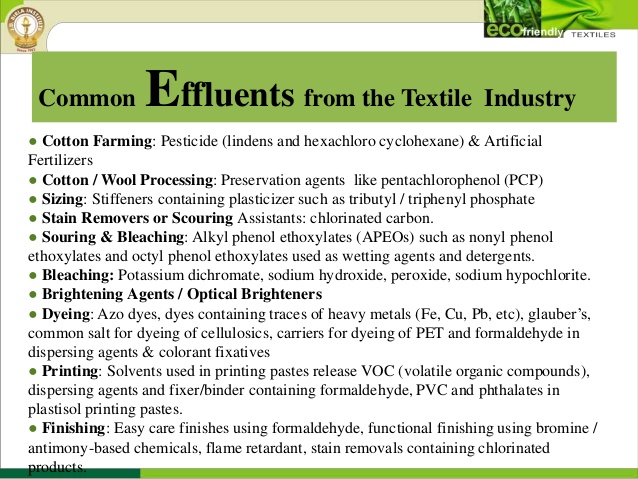 ecofriendly TEXTILES
Common Effluents from the Textile Industry
● Cotton Farming: Pesticide (lindens and hexachloro cyclohexane) & Artificial
Fertilizers
● Cotton / Wool Processing: Preservation agents like pentachlorophenol (PCP)
● Sizing: Stiffeners containing plasticizer such as tributyl / triphenyl phosphate
● Stain Removers or Scouring Assistants: chlorinated carbon.
● Souring & Bleaching: Alkyl phenol ethoxylates (APEOs) such as nonyl phenol
ethoxylates and octyl phenol ethoxylates used as wetting agents and detergents.
● Bleaching: Potassium dichromate, sodium hydroxide, peroxide, sodium hypochlorite.
● Brightening Agents / Optical Brighteners
● Dyeing: Azo dyes, dyes containing traces of heavy metals (Fe, Cu, Pb, etc), glauber’s,
common salt for dyeing of cellulosics, carriers for dyeing of PET and formaldehyde in
dispersing agents & colorant fixatives
● Printing: Solvents used in printing pastes release VOC (volatile organic compounds),
dispersing agents and fixer/binder containing formaldehyde, PVC and phthalates in
plastisol printing pastes.
● Finishing: Easy care finishes using formaldehyde, functional finishing using bromine /
antimony-based chemicals, flame retardant, stain removals containing chlorinated
products.